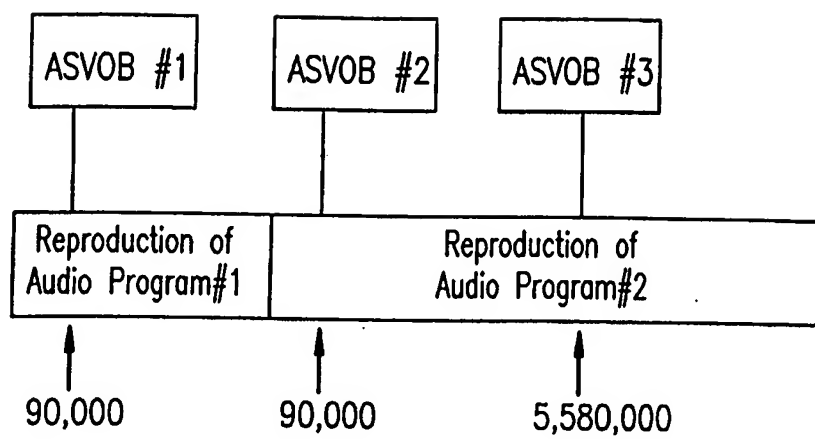 ASVOB #1
ASVOB #2
ASVOB #3
Reproduction of
Audio Program#1
Reproduction of
Audio Program#2
90,000
90,000
5,580,000